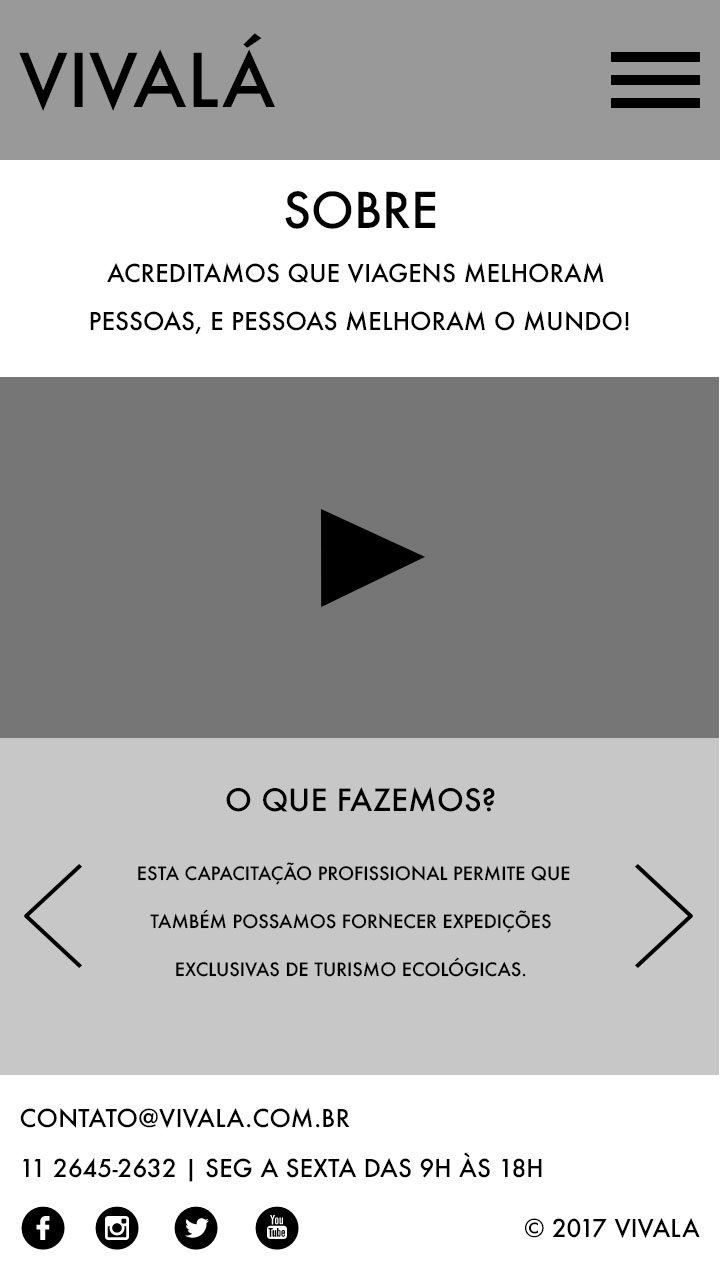 VIVALÁ
SOBRE
ACREDITAMOS QUE VIAGENS MELHORAM
PESSOAS, E PESSOAS MELHORAM O MUNDO!
O QUE FAZEMOS?
ESTA CAPACITAÇÃO PROFISSIONAL PERMITE QUE
TAMBÉM POSSAMOS FORNECER EXPEDIÇÕES
EXCLUSIVAS DE TURISMO ECOLÓGICAS.
CONTATO@VIVALA.COM.BR
11 2645-2632 | SEG A SEXTA DAS 9H ÀS 18H
You
Tube
© 2017 VIVALA